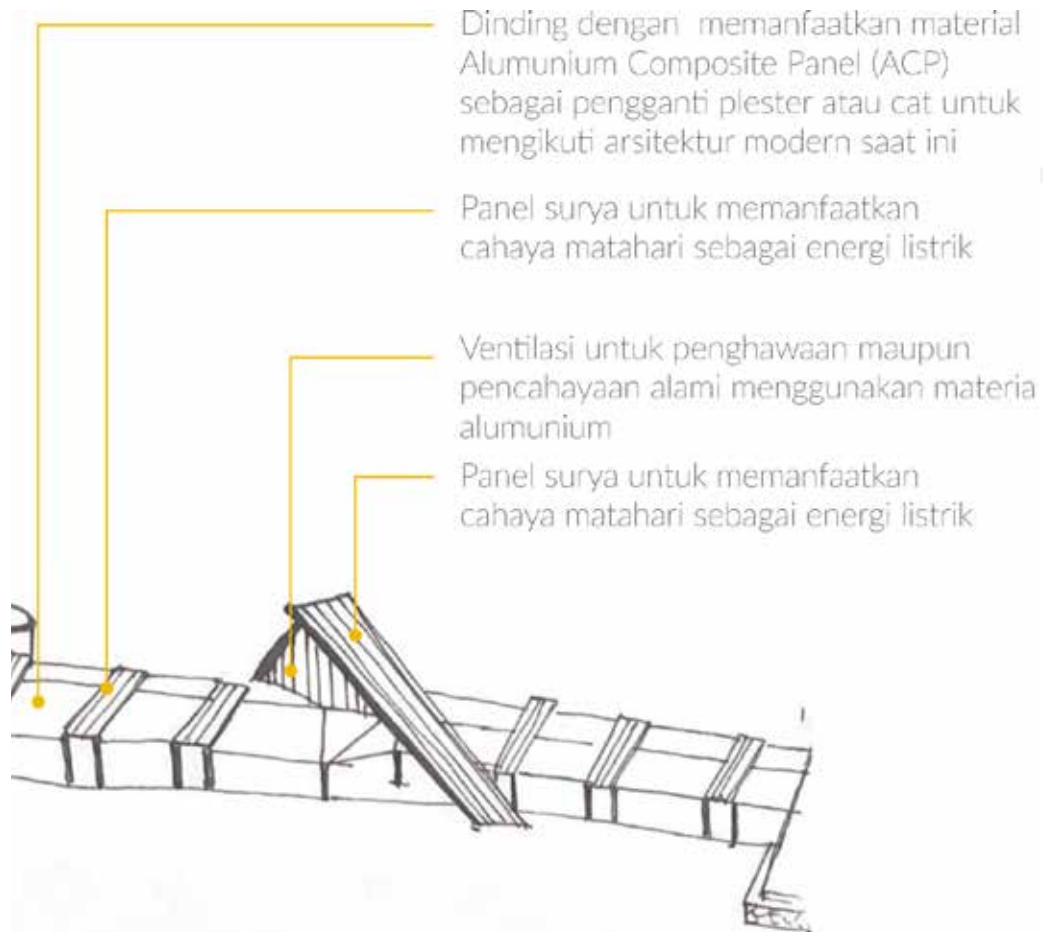 Dinding dengan memanfaatkan material
Alumunium Composite Panel (ACP)
sebagai pengganti plester atau cat untuk
mengikuti arsitektur modern saat ini
Panel surya untuk memanfaatkan
cahaya matahari sebagai energi listrik
Ventilasi untuk penghawaan maupun
pencahayaan alami menggunakan materia
alumunium
Panel surya untuk memanfaatkan
cahaya matahari sebagai energi listrik